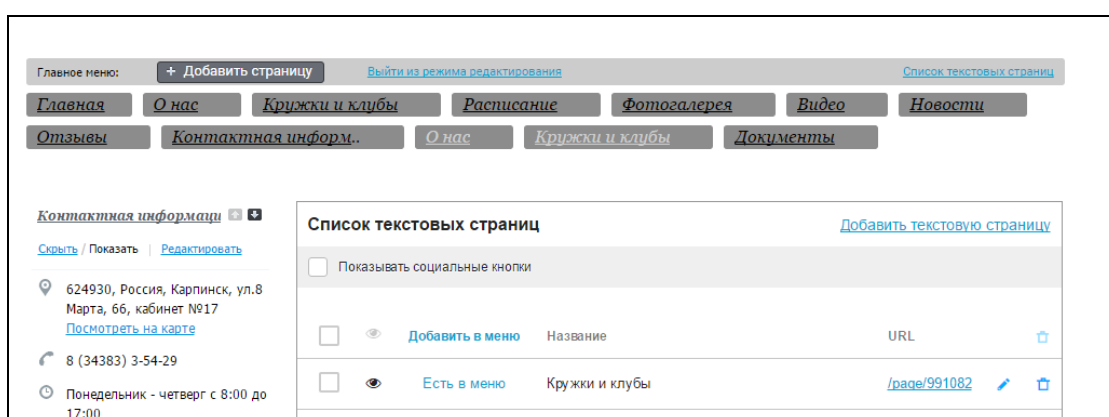 Главное меню: + Добавить страницу Выйти из режима редактирования Список текстовых страниц
Главная О нас Кружки и клубы Расписание Фотогалерея Видео Новости
Отзывы Контактная информ.. О нас Кружки и клубы Документы
Контактная информаци
Скрыть / Показать | Редактировать
624930, Россия, Карпинск, ул.8
Марта, 66, кабинет №17
Посмотреть на карте
8 (34383) 3-54-29
Понедельник - четверг с 8:00 до
17:00
Список текстовых страниц Добавить текстовую страницу
Показывать социальные кнопки
Добавить в меню Название URL
Есть в меню Кружки и клубы /page/991082